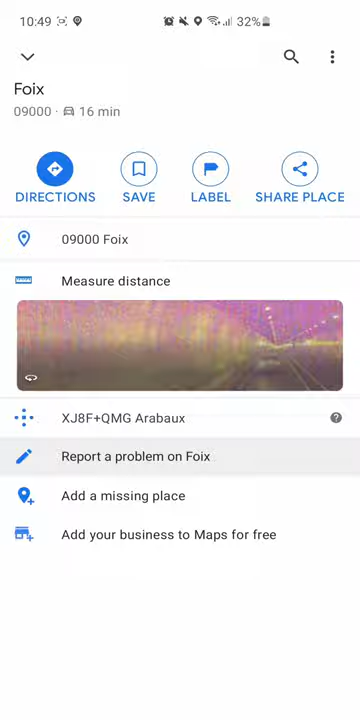 10:49
32%
Foix
09000 · 16 min
DIRECTIONS
SAVE
LABEL
SHARE PLACE
09000 Foix
Measure distance
XJ8F+QMG Arabaux
Report a problem on Foix
Add a missing place
Add your business to Maps for free